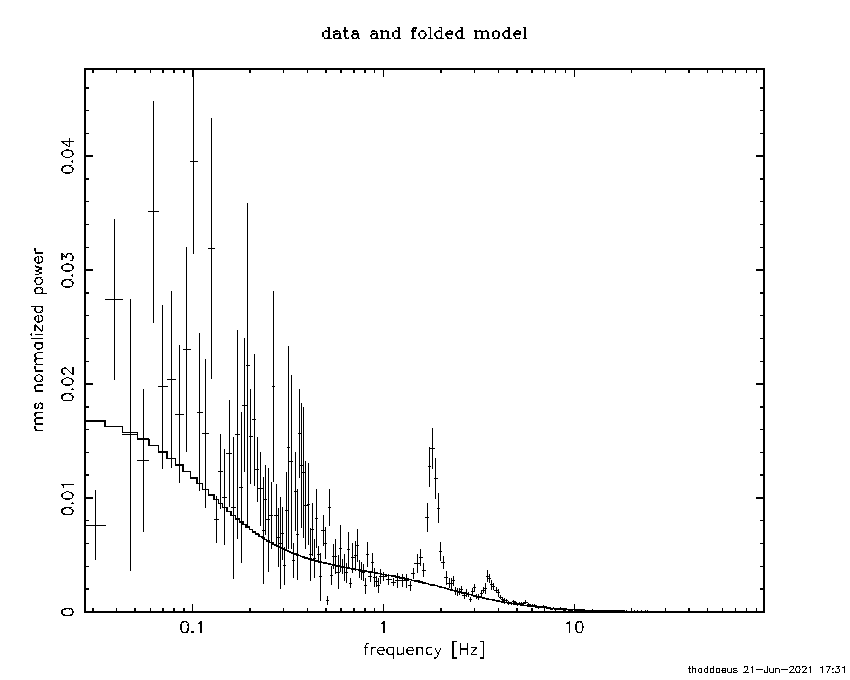 data and folded model
rms normalized power
0.04
0.03
0.02
0.01
0
0.1
1
10
frequency [Hz]
thoddaeus 21-Jun-2021 17:31